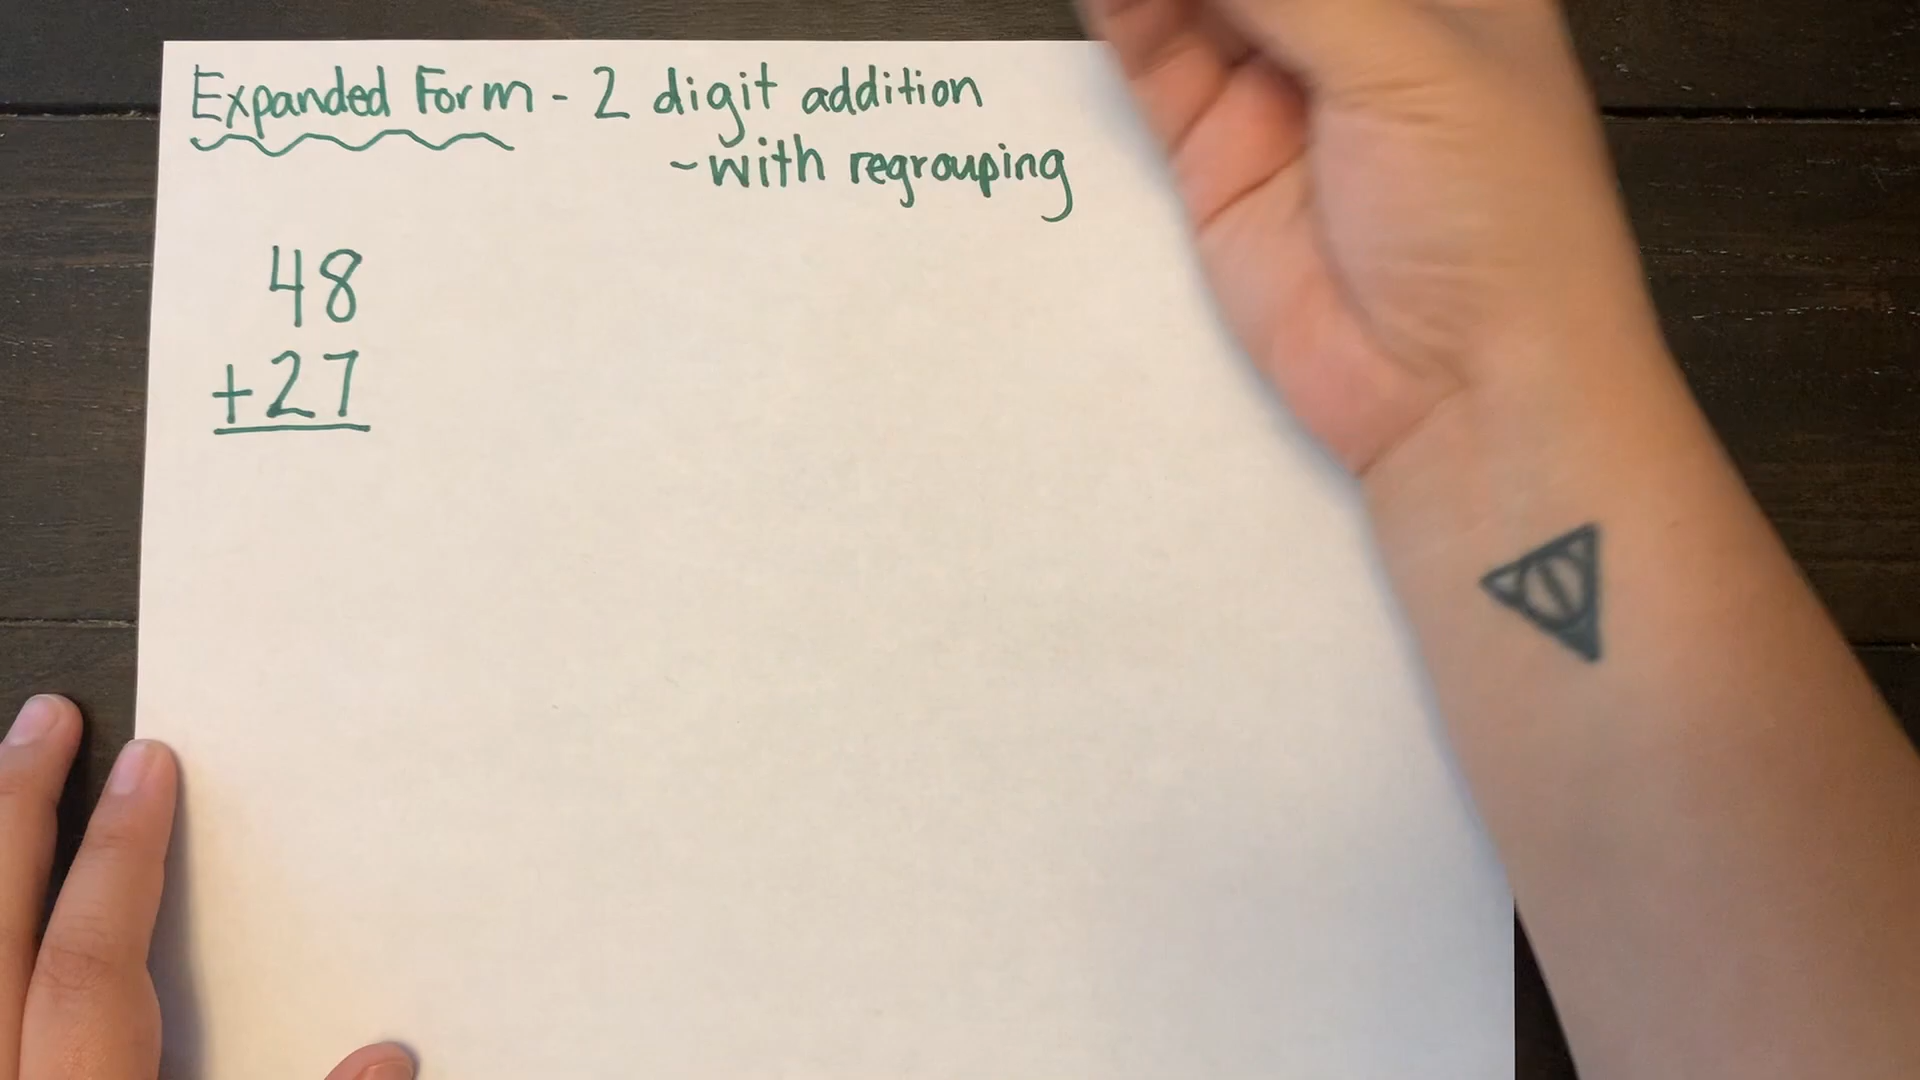 Expanded Form - 2 digit addition
~with regrouping
48
+27